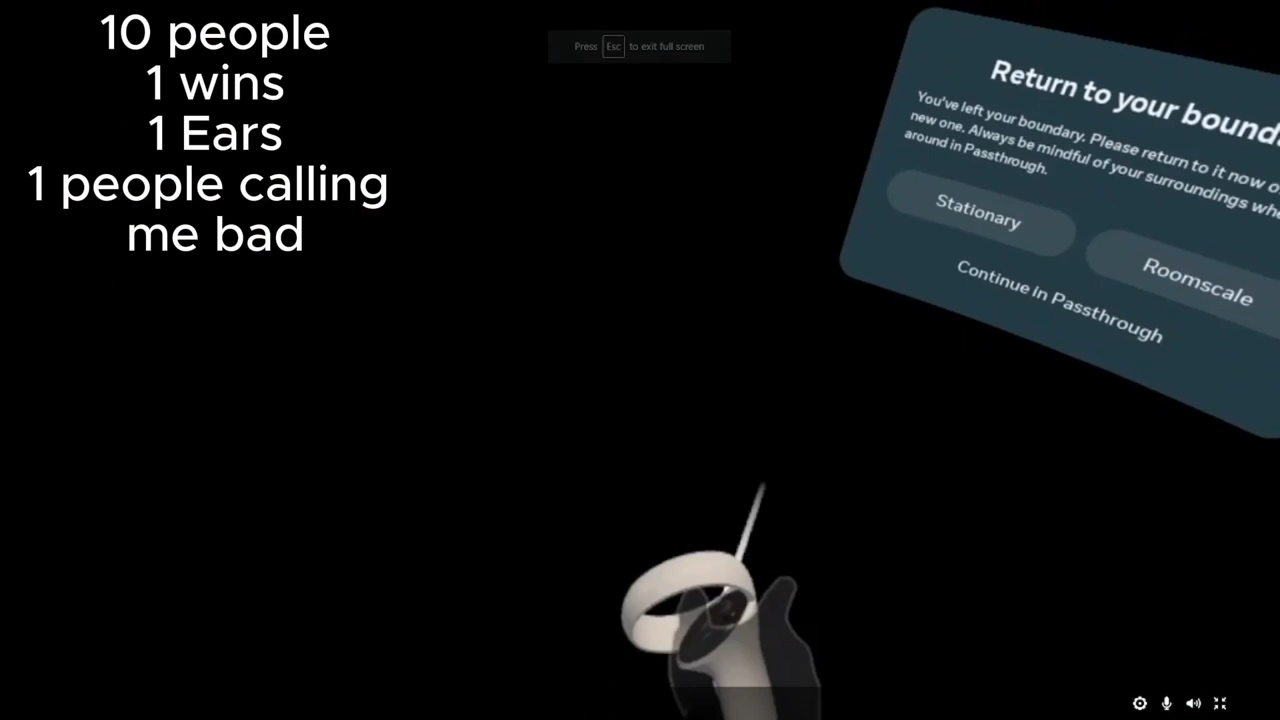 10 people
1 wins
1 Ears
1 people calling
me bad
Press Esc to exit full screen
Return to your
You've left your boundary. Please return to it now
new one. Always be mindful of your surroundings
around in Passthrough.
Stationary
Roomscale
Continue in Passthrough